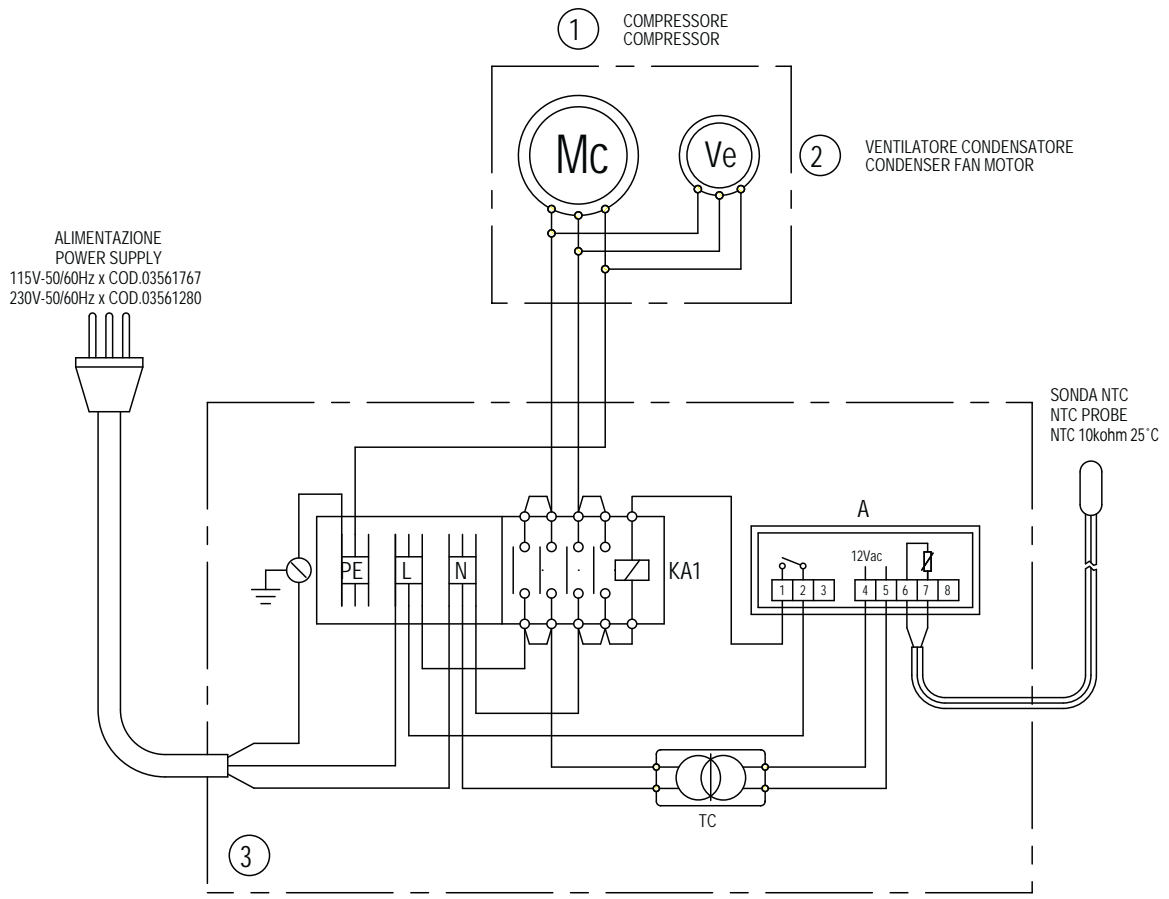 1
COMPRESSORE
COMPRESSOR
Mc
Ve
2
VENTILATORE CONDENSATORE
CONDENSER FAN MOTOR
ALIMENTAZIONE
POWER SUPPLY
115V-50/60Hz x COD.03561767
230V-50/60Hz x COD.03561280
SONDA NTC
NTC PROBE
NTC 10kohm 25°C
A
12Vac
PE
L
N
KA1
1 2 3
4 5 6 7 8
TC
3